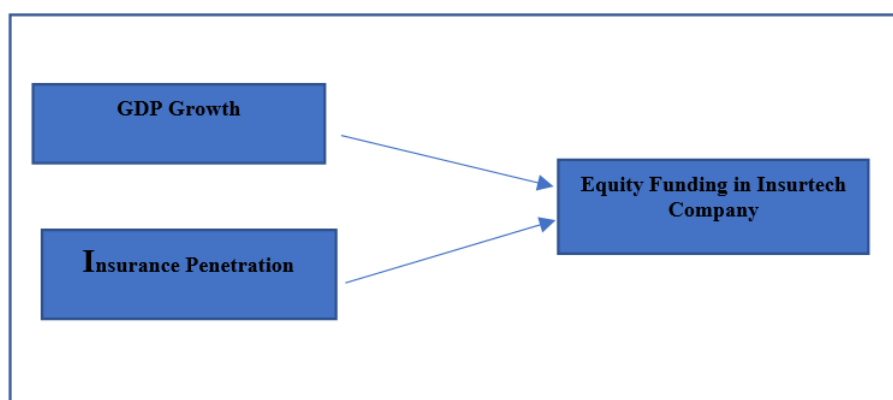 GDP Growth
Insurance Penetration
Equity Funding in Insurtech
Company